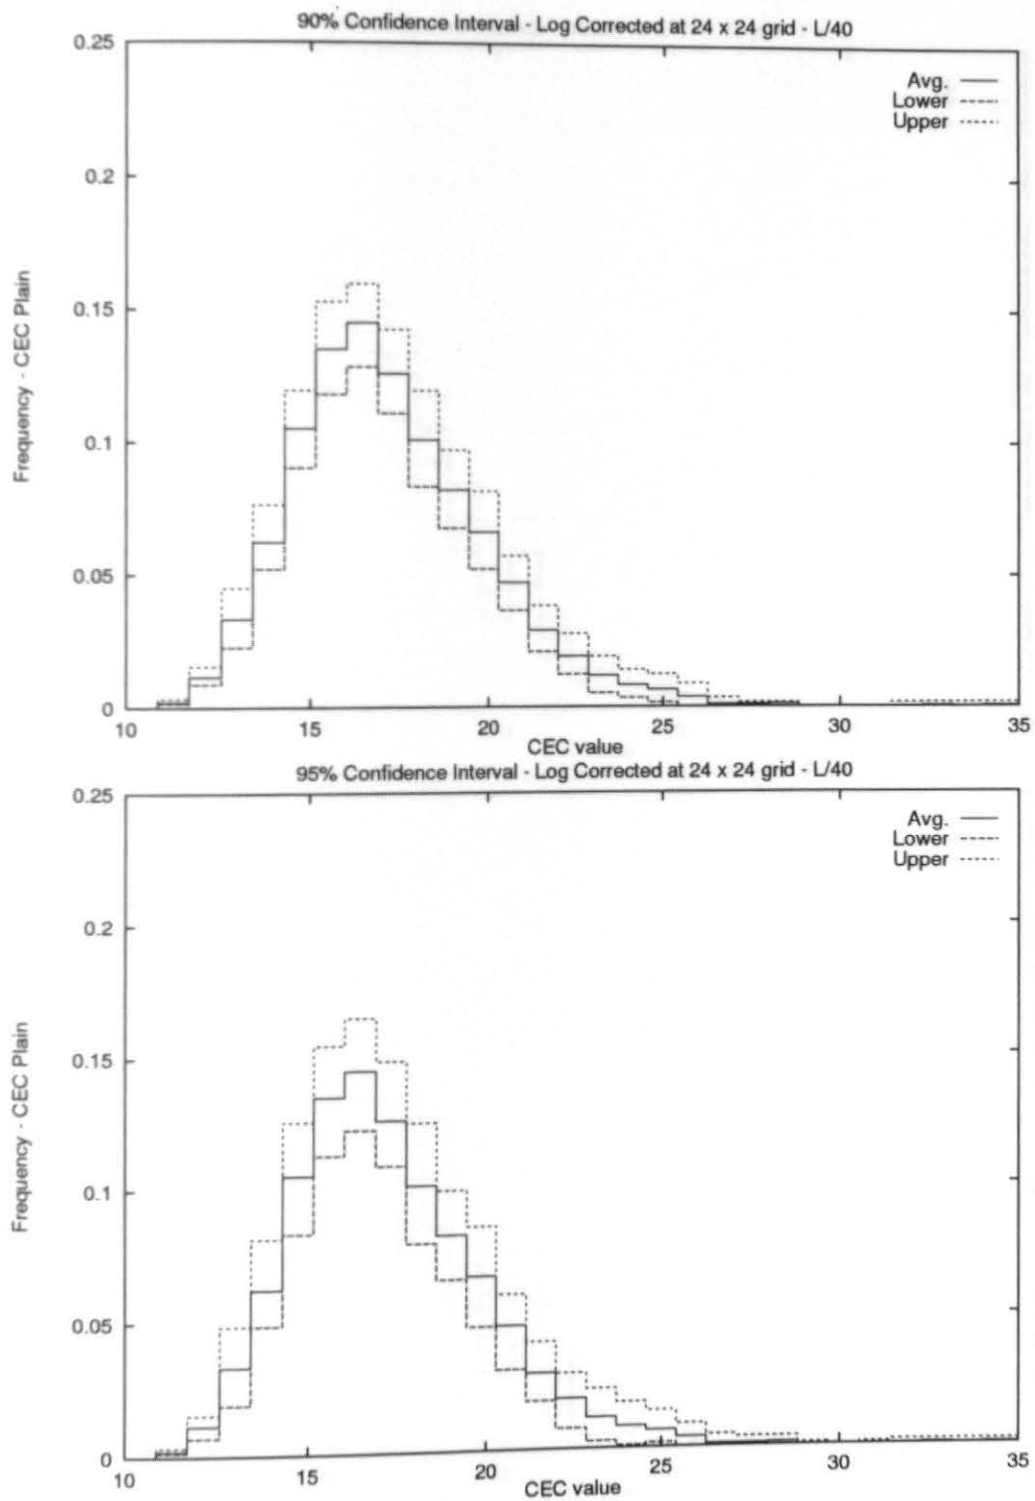 90% Confidence Interval - Log Corrected at 24 x 24 grid - L/40
0.25
Avg.
Lower
Upper
0.2
0.15
0.1
0.05
0
Frequency - CEC Plain
10 15 20 25 30 35
CEC value
95% Confidence Interval - Log Corrected at 24 x 24 grid - L/40
0.25
Avg.
Lower
Upper
0.2
0.15
0.1
0.05
0
Frequency - CEC Plain
10 15 20 25 30 35
CEC value